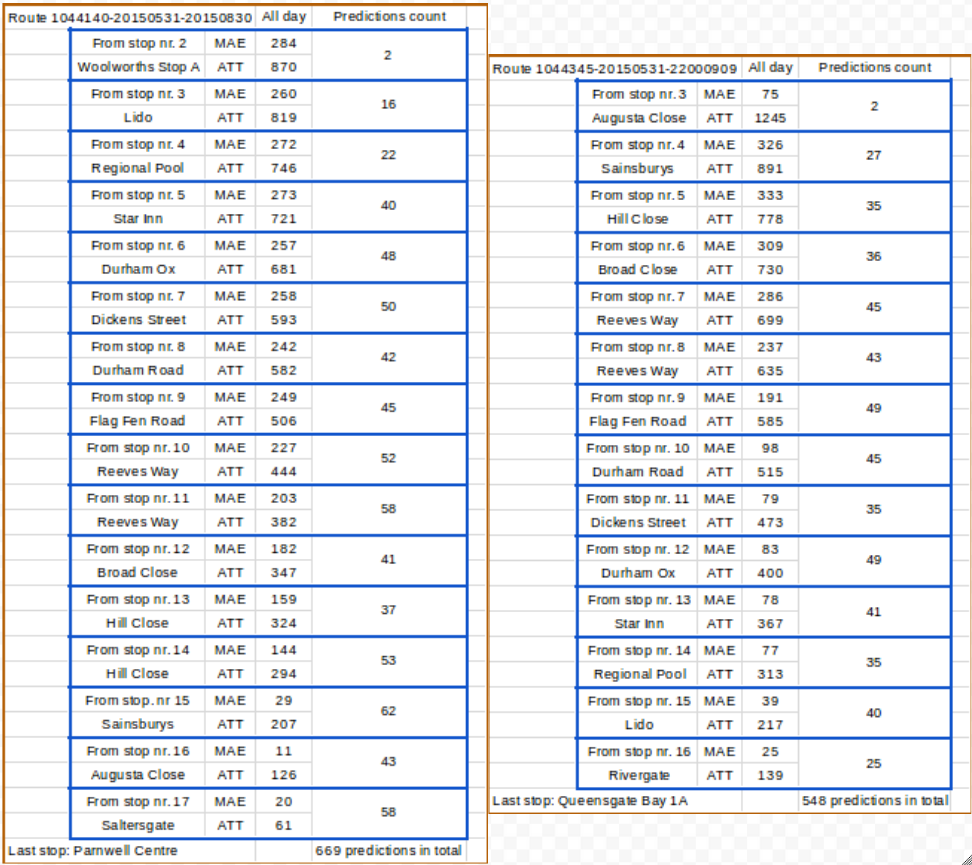 Route 1044140-20150531-20150830 All day Predictions count
From stop nr. 2 MAE 284
2
Woolworths Stop A ATT 870
From stop nr. 3 MAE 260
16
Lido ATT 819
From stop nr. 4 MAE 272
22
Regional Pool ATT 746
From stop nr. 5 MAE 273
40
Star Inn ATT 721
From stop nr. 6 MAE 257
48
Durham Ox ATT 681
From stop nr. 7 MAE 258
50
Dickens Street ATT 593
From stop nr. 8 MAE 242
42
Durham Road ATT 582
From stop nr. 9 MAE 249
45
Flag Fen Road ATT 506
From stop nr. 10 MAE 227
52
Reeves Way ATT 444
From stop nr. 11 MAE 203
58
Reeves Way ATT 382
From stop nr. 12 MAE 182
41
Broad Close ATT 347
From stop nr. 13 MAE 159
37
Hill Close ATT 324
From stop nr. 14 MAE 144
53
Hill Close ATT 294
From stop. nr 15 MAE 29
62
Sainsburys ATT 207
From stop nr. 16 MAE 11
43
Augusta Close ATT 126
From stop nr. 17 MAE 20
58
Saltersgate ATT 61
Last stop: Parnwell Centre 669 predictions in total
Route 1044345-20150531-22000909 All day Predictions count
From stop nr. 3 MAE 75
2
Augusta Close ATT 1245
From stop nr. 4 MAE 326
27
Sainsburys ATT 891
From stop nr. 5 MAE 333
35
Hill Close ATT 778
From stop nr. 6 MAE 309
36
Broad Close ATT 730
From stop nr. 7 MAE 286
45
Reeves Way ATT 699
From stop nr. 8 MAE 237
43
Reeves Way ATT 635
From stop nr. 9 MAE 191
49
Flag Fen Road ATT 585
From stop nr. 10 MAE 98
45
Durham Road ATT 515
From stop nr. 11 MAE 79
35
Dickens Street ATT 473
From stop nr. 12 MAE 83
49
Durham Ox ATT 400
From stop nr. 13 MAE 78
41
Star Inn ATT 367
From stop nr. 14 MAE 77
35
Regional Pool ATT 313
From stop nr. 15 MAE 39
40
Lido ATT 217
From stop nr. 16 MAE 25
25
Rivergate ATT 139
Last stop: Queensgate Bay 1A 548 predictions in total